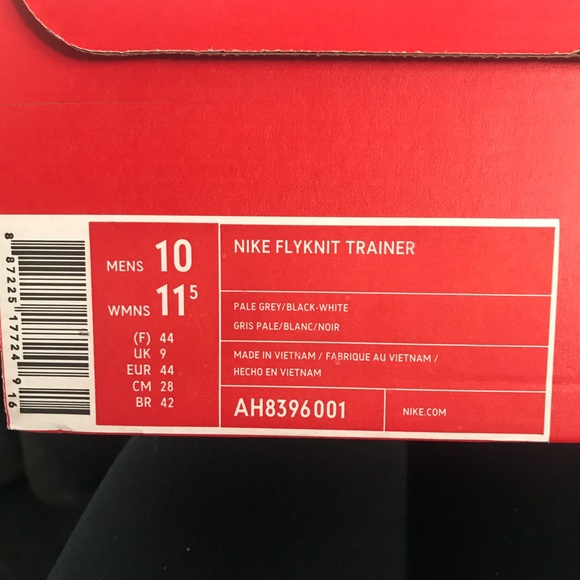 8 87225 17724 9 16
MENS 10
WMNS 11⁵
(F) 44
UK 9
EUR 44
CM 28
BR 42
NIKE FLYKNIT TRAINER
PALE GREY/BLACK-WHITE
GRIS PALE/BLANC/NOIR
MADE IN VIETNAM / FABRIQUE AU VIETNAM /
HECHO EN VIETNAM
AH8396001
NIKE.COM